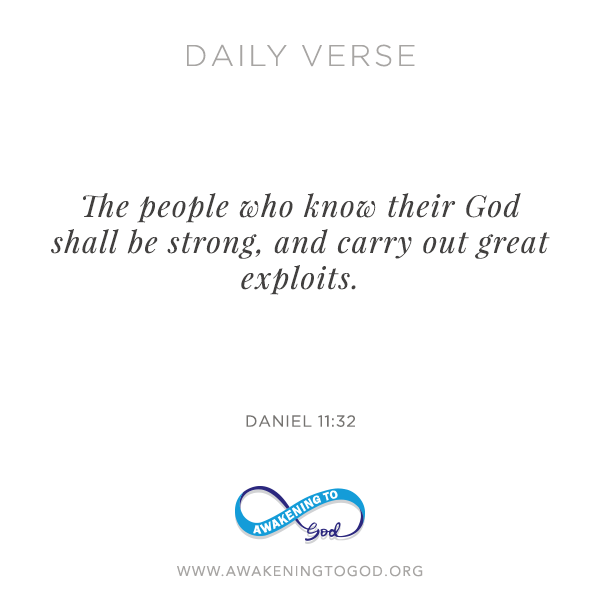 DAILY VERSE
The people who know their God
shall be strong, and carry out great
exploits.
DANIEL 11:32
AWAKENING TO
God
WWW.AWAKENINGTOGOD.ORG